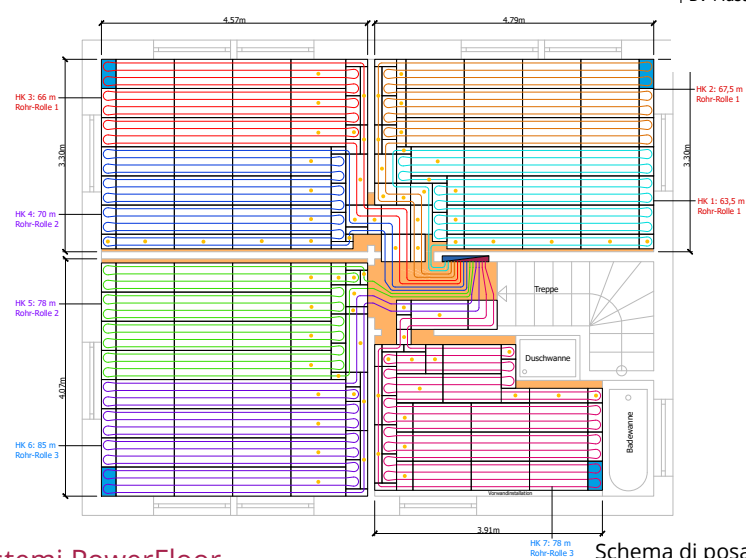 4.57m
4.79m
HK 3: 66 m
Rohr-Rolle 1
HK 2: 67,5 m
Rohr-Rolle 1
3.30m
3.30m
HK 4: 70 m
Rohr-Rolle 2
HK 1: 63,5 m
Rohr-Rolle 1
HK 5: 78 m
Rohr-Rolle 2
Treppe
Duschwanne
4.07m
Badewanne
HK 6: 85 m
Rohr-Rolle 3
Vorwandinstallation
3.91m
HK 7: 78 m
Rohr-Rolle 3
stemi PowerFloor
Schema di posa